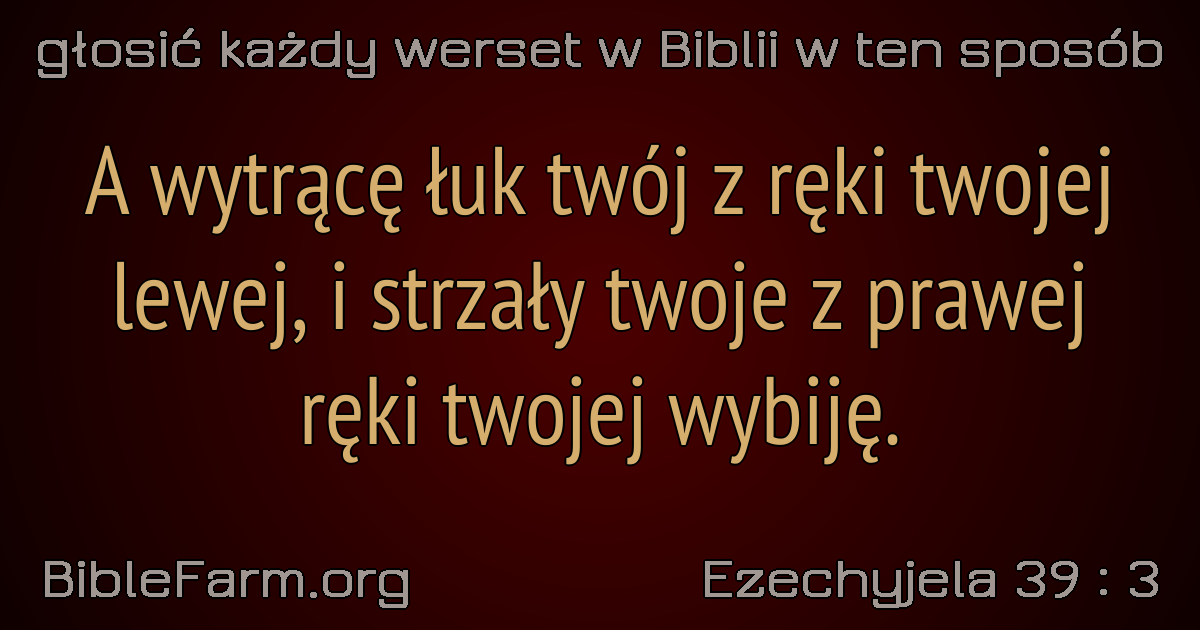 głosić każdy werset w Biblii w ten sposób
A wytrącę łuk twój z ręki twojej
lewej, i strzały twoje z prawej
ręki twojej wybiję.
BibleFarm.org
Ezechyjela 39 : 3